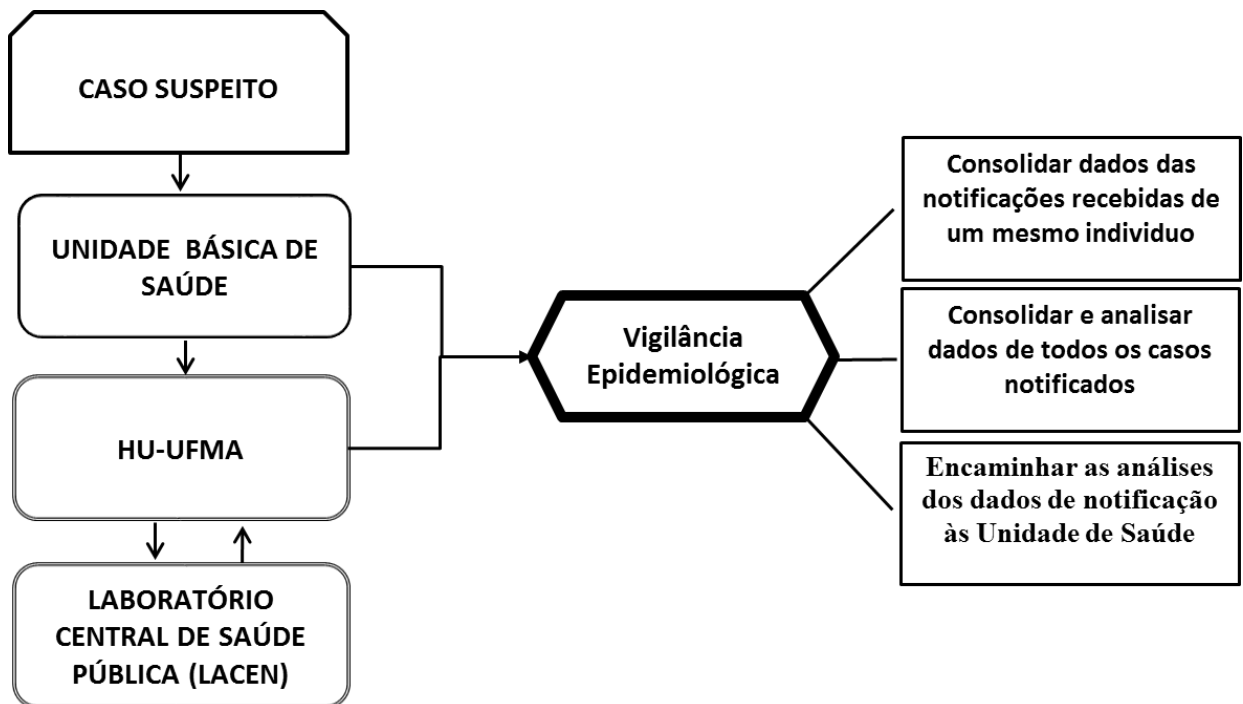 CASO SUSPEITO
UNIDADE BÁSICA DE
SAÚDE
HU-UFMA
LABORATÓRIO
CENTRAL DE SAÚDE
PÚBLICA (LACEN)
Vigilância
Epidemiológica
Consolidar dados das
notificações recebidas de
um mesmo individuo
Consolidar e analisar
dados de todos os casos
notificados
Encaminhar as análises
dos dados de notificação
às Unidade de Saúde